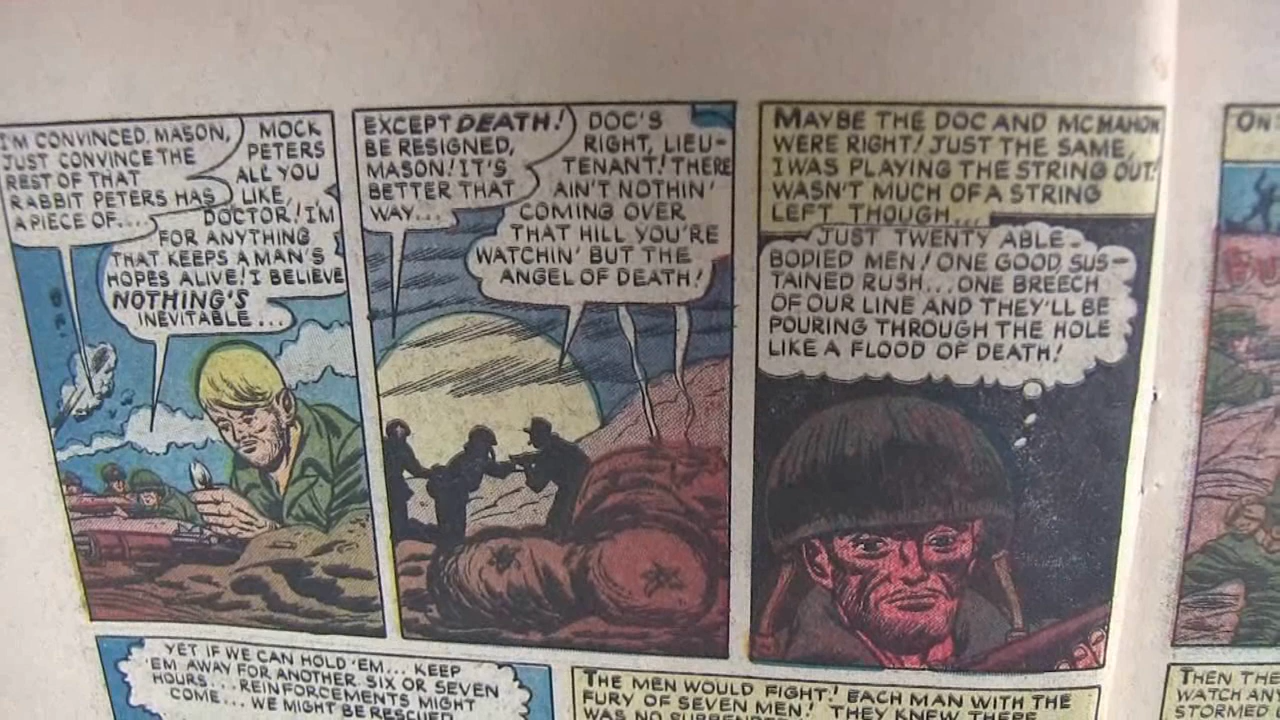 I'M CONVINCED, MASON,
JUST CONVINCE THE
REST OF THAT
RABBIT PETERS HAS
A PIECE OF....
MOCK
PETERS
ALL YOU
LIKE,
DOCTOR! I'M
FOR ANYTHING
THAT KEEPS A MAN'S
HOPES ALIVE! I BELIEVE
NOTHING'S
INEVITABLE...
EXCEPT DEATH!
BE RESIGNED,
MASON! IT'S
BETTER THAT
WAY...
DOC'S
RIGHT, LIEU-
TENANT! THERE
AIN'T NOTHIN'
COMING OVER
THAT HILL YOU'RE
WATCHIN' BUT THE
ANGEL OF DEATH!
MAYBE THE DOC AND MCMAHON
WERE RIGHT! JUST THE SAME,
I WAS PLAYING THE STRING OUT!
WASN'T MUCH OF A STRING
LEFT THOUGH....
JUST TWENTY ABLE-
BODIED MEN! ONE GOOD, SUS-
TAINED RUSH...ONE BREECH
OF OUR LINE AND THEY'LL BE
POURING THROUGH THE HOLE
LIKE A FLOOD OF DEATH!
ON
YET IF WE CAN HOLD 'EM... KEEP
'EM AWAY FOR ANOTHER SIX OR SEVEN
HOURS... REINFORCEMENTS MIGHT
COME... WE MIGHT BE RESCUED
THE MEN WOULD FIGHT! EACH MAN WITH THE
FURY OF SEVEN MEN! THEY KNEW THERE
WAS NO
THEN THE
WATCH ANY
STORMED